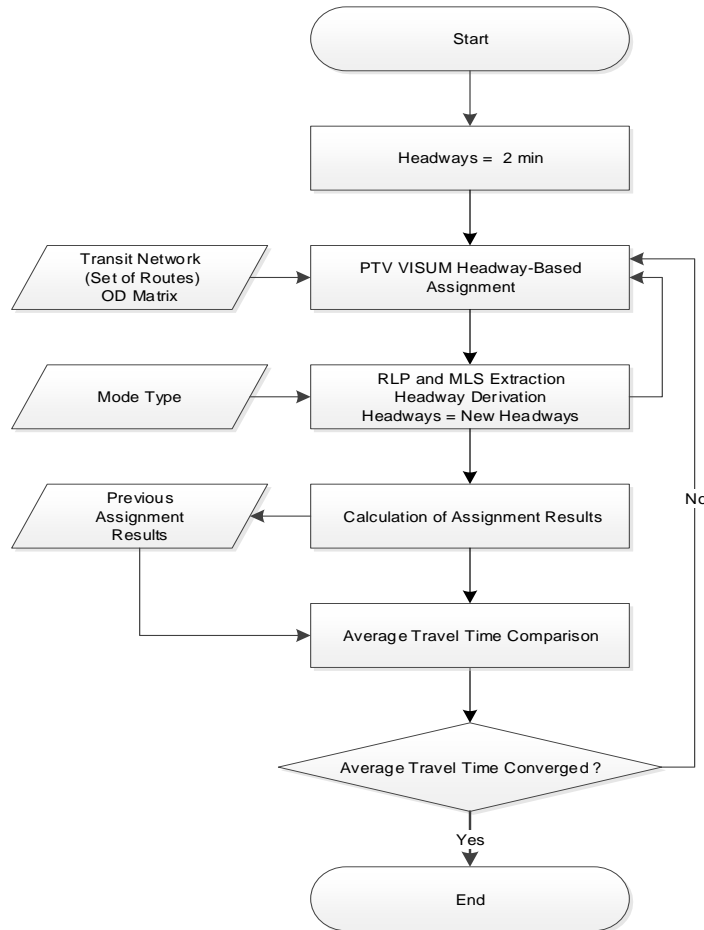 Start
Headways = 2 min
Transit Network
(Set of Routes)
OD Matrix
PTV VISUM Headway-Based
Assignment
Mode Type
RLP and MLS Extraction
Headway Derivation
Headways = New Headways
Previous
Assignment
Results
Calculation of Assignment Results
No
Average Travel Time Comparison
Average Travel Time Converged ?
Yes
End